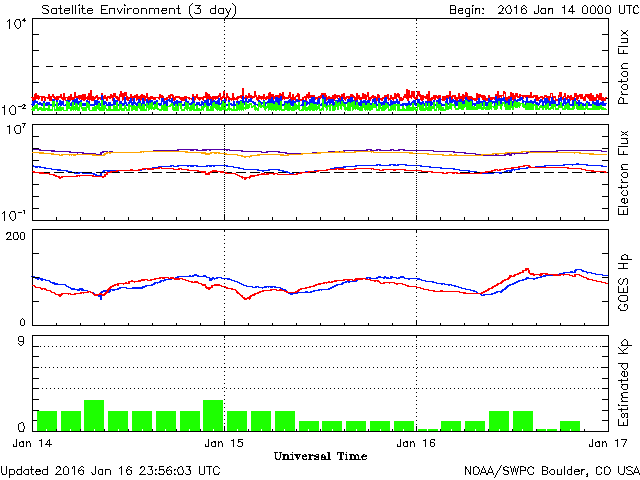 Satellite Environment (3 day)
Begin: 2016 Jan 14 0000 UTC
10^4
10^-2
Proton Flux
10^7
10^-1
Electron Flux
200
0
GOES Hp
9
0
Estimated Kp
Jan 14 Jan 15 Jan 16 Jan 17
Universal Time
Updated 2016 Jan 16 23:56:03 UTC
NOAA/SWPC Boulder, CO USA